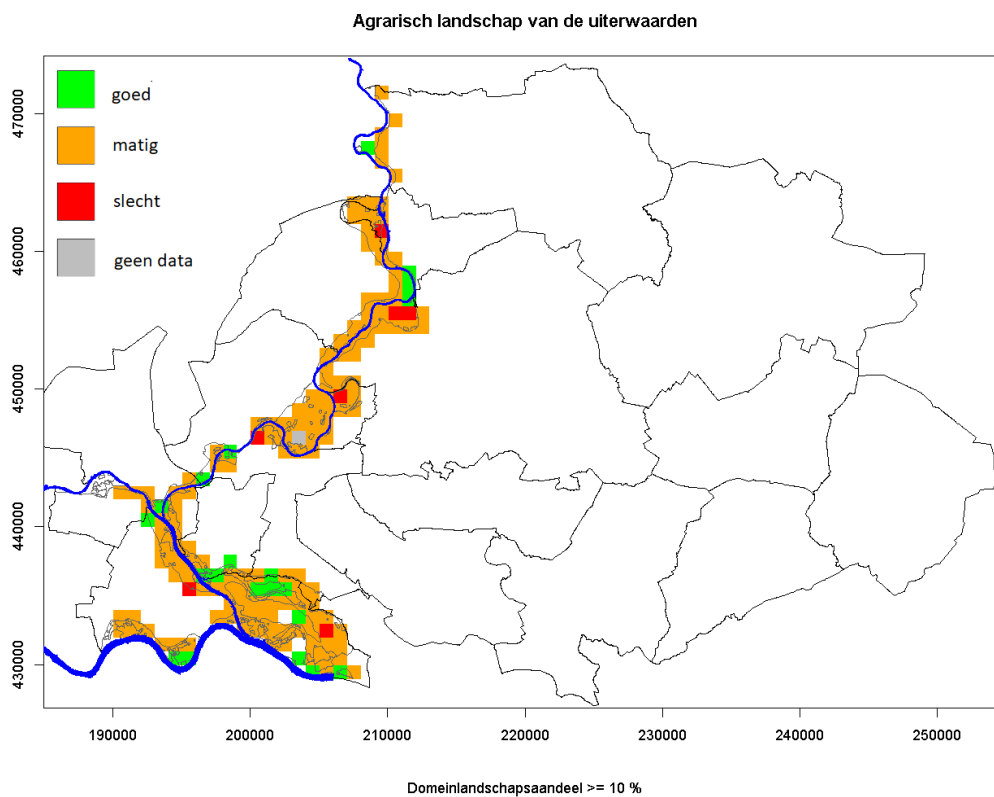 Agrarisch landschap van de uiterwaarden
goed
matig
slecht
geen data
470000
460000
450000
440000
430000
190000 200000 210000 220000 230000 240000 250000
Domeinlandschapsaandeel >= 10 %